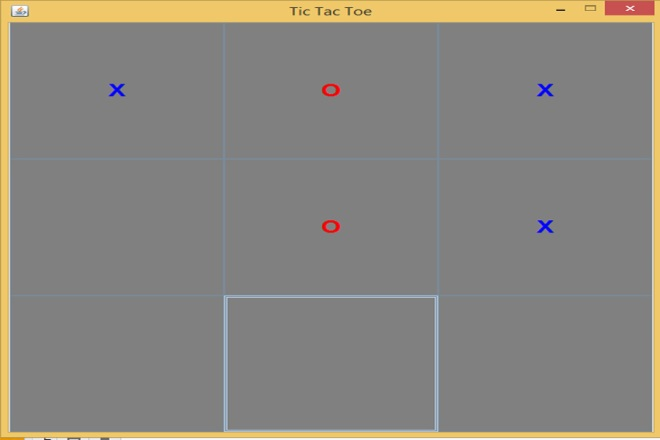 Tic Tac Toe
X O X
O X